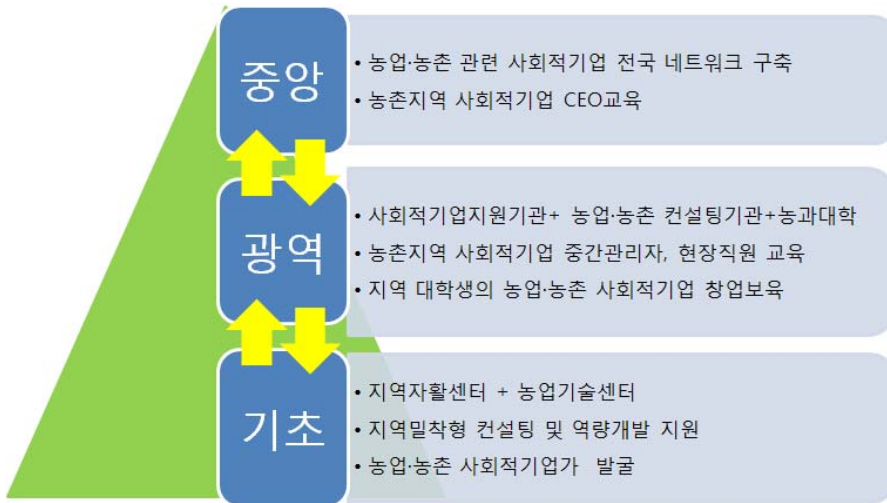 중앙
• 농업·농촌 관련 사회적기업 전국 네트워크 구축
• 농촌지역 사회적기업 CEO교육
광역
• 사회적기업지원기관+ 농업·농촌 컨설팅기관+농과대학
• 농촌지역 사회적기업 중간관리자, 현장직원 교육
• 지역 대학생의 농업·농촌 사회적기업 창업보육
기초
• 지역자활센터 + 농업기술센터
• 지역밀착형 컨설팅 및 역량개발 지원
• 농업·농촌 사회적기업가 발굴